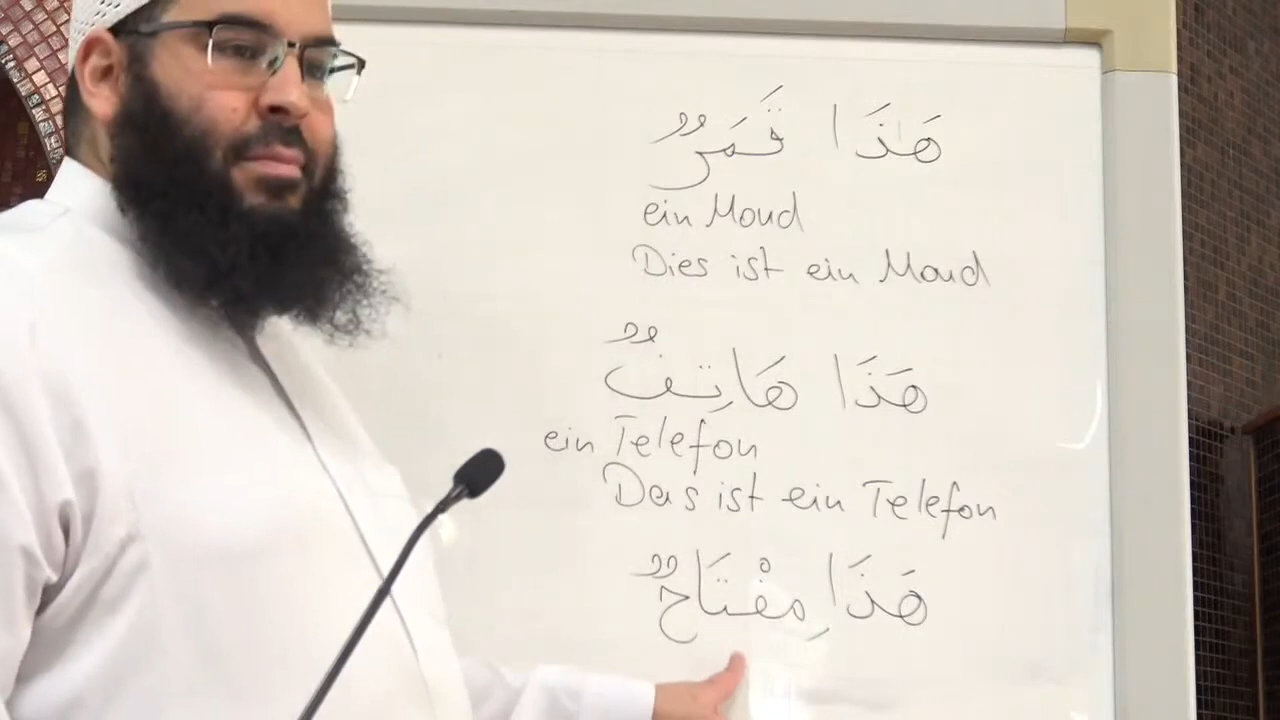 هَذَا قَمَرٌ
ein Mond
Dies ist ein Mond
هَذَا هَاتِفٌ
ein Telefon
Das ist ein Telefon
هَذَا مِفْتَاحٌ